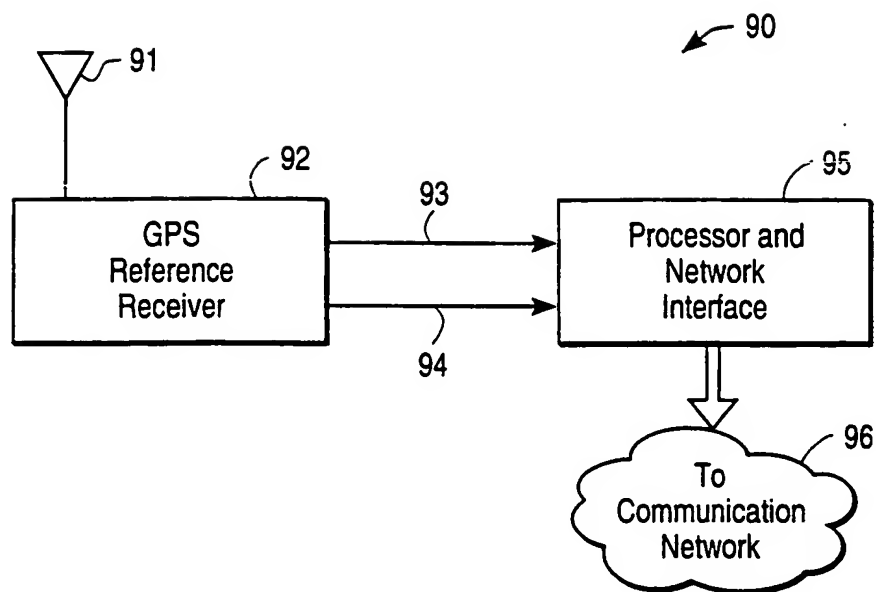 90
91
92
95
93
GPS
Reference
Receiver
Processor and
Network
Interface
94
96
To
Communication
Network